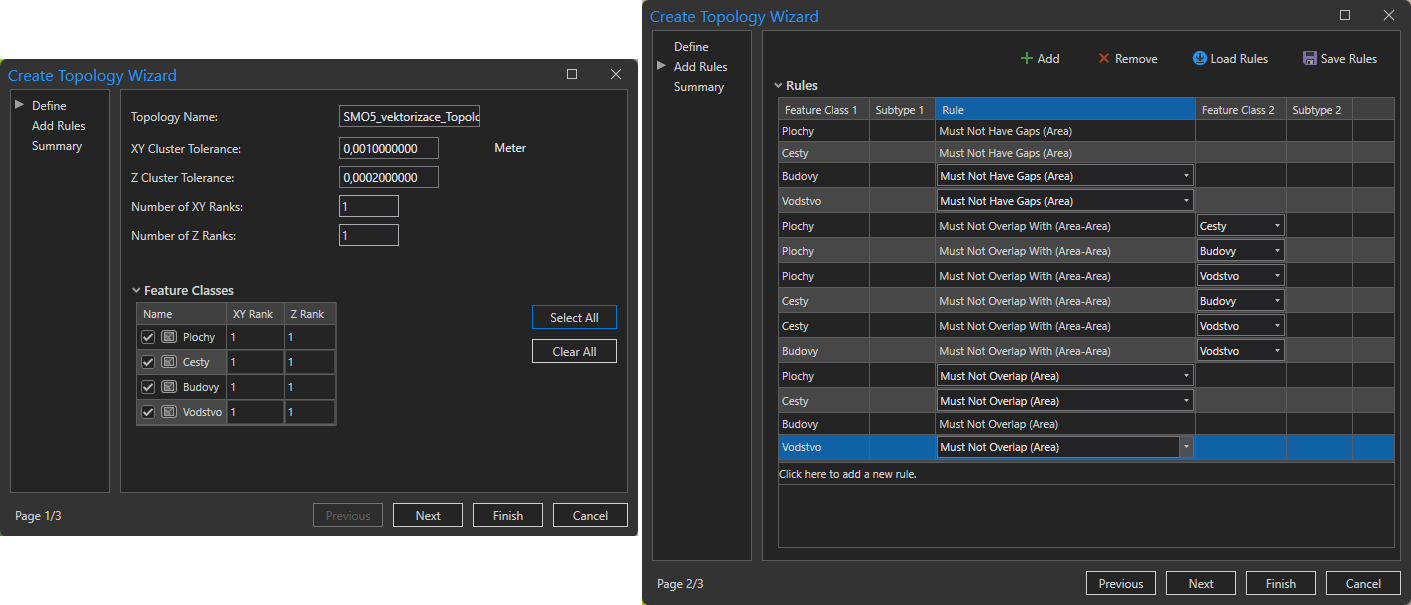 Create Topology Wizard
Define
Add Rules
Summary
Topology Name: SMO5_vektorizace_Topolo
XY Cluster Tolerance: 0,0010000000 Meter
Z Cluster Tolerance: 0,0002000000
Number of XY Ranks: 1
Number of Z Ranks: 1
Feature Classes
Name XY Rank Z Rank
Plochy 1 1
Cesty 1 1
Budovy 1 1
Vodstvo 1 1
Select All
Clear All
Page 1/3 Previous Next Finish Cancel
Create Topology Wizard
Define
Add Rules
Summary
Add Remove Load Rules Save Rules
Rules
Feature Class 1 Subtype 1 Rule Feature Class 2 Subtype 2
Plochy Must Not Have Gaps (Area)
Cesty Must Not Have Gaps (Area)
Budovy Must Not Have Gaps (Area)
Vodstvo Must Not Have Gaps (Area)
Plochy Must Not Overlap With (Area-Area) Cesty
Plochy Must Not Overlap With (Area-Area) Budovy
Plochy Must Not Overlap With (Area-Area) Vodstvo
Cesty Must Not Overlap With (Area-Area) Budovy
Cesty Must Not Overlap With (Area-Area) Vodstvo
Budovy Must Not Overlap With (Area-Area) Vodstvo
Plochy Must Not Overlap (Area)
Cesty Must Not Overlap (Area)
Budovy Must Not Overlap (Area)
Vodstvo Must Not Overlap (Area)
Click here to add a new rule.
Page 2/3 Previous Next Finish Cancel